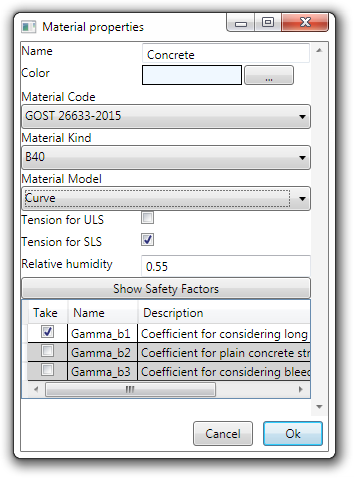 Material properties
Name Concrete
Color ...
Material Code
GOST 26633-2015
Material Kind
B40
Material Model
Curve
Tension for ULS
Tension for SLS
Relative humidity 0.55
Show Safety Factors
Take Name Description
Gamma_b1 Coefficient for considering long
Gamma_b2 Coefficient for plain concrete
Gamma_b3 Coefficient for considering
Cancel Ok